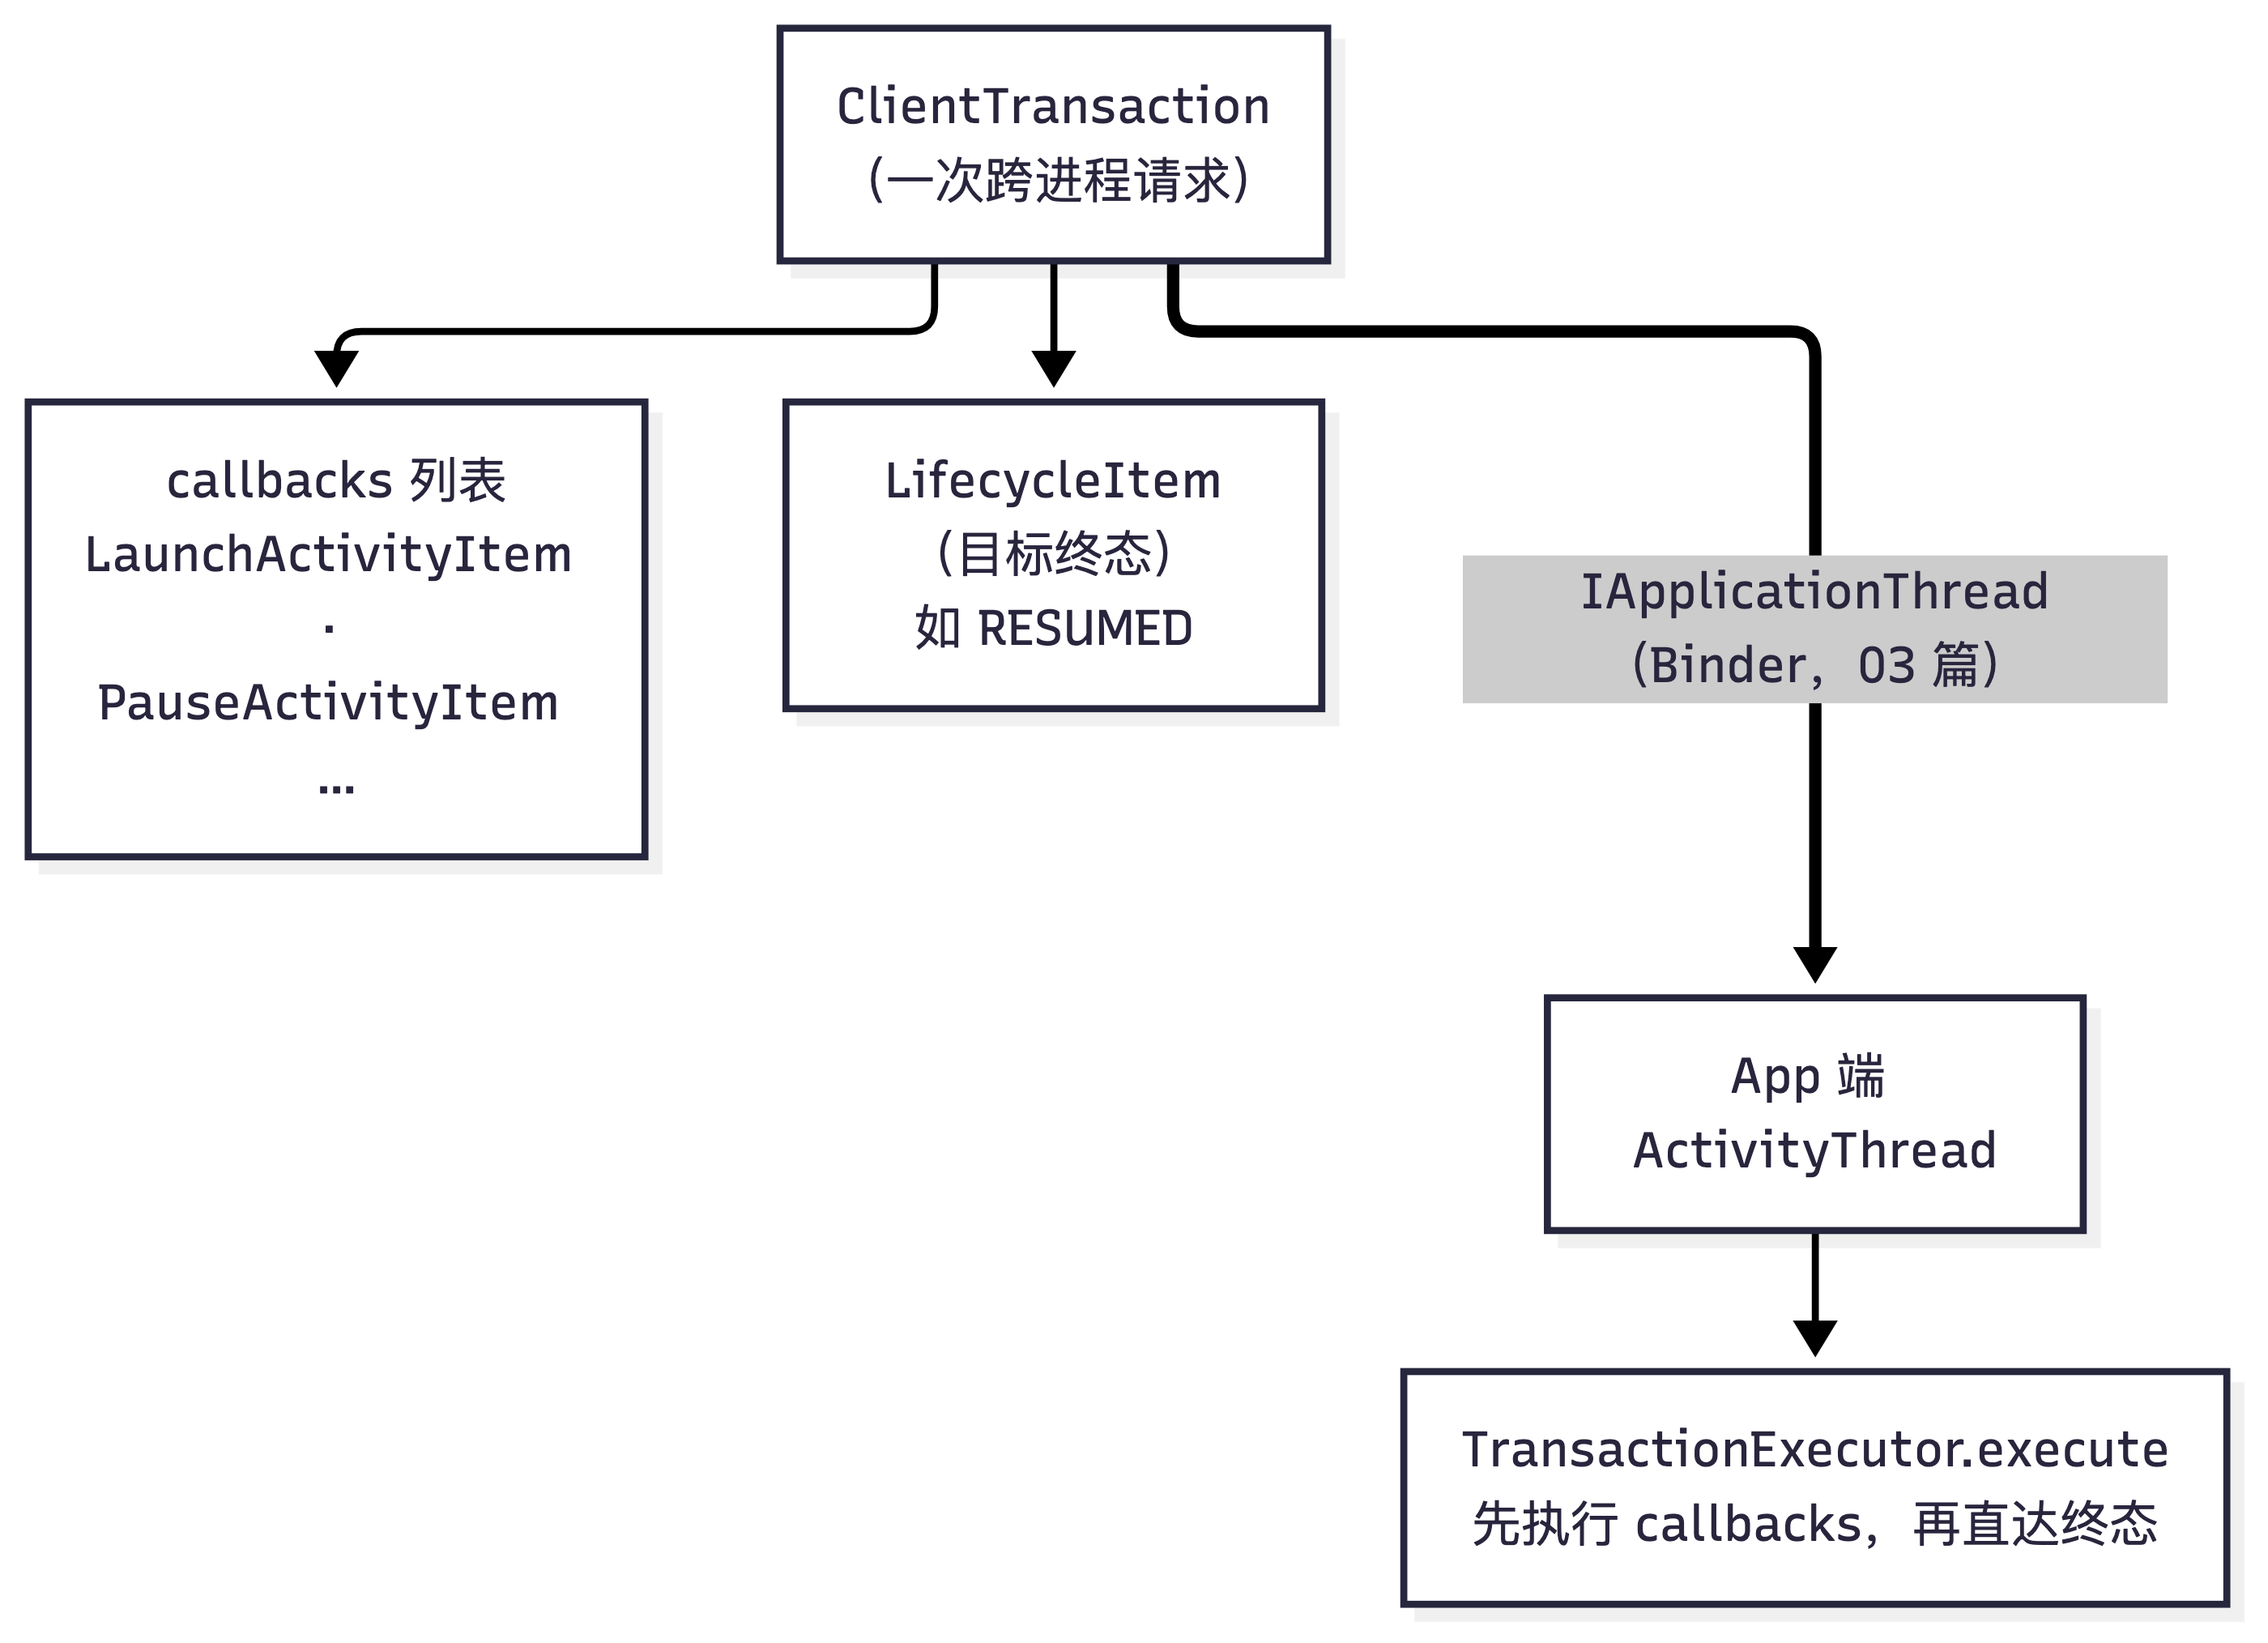 ClientTransaction
(一次跨进程请求)
callbacks 列表
LaunchActivityItem
·
PauseActivityItem
…
LifecycleItem
(目标终态)
如 RESUMED
IApplicationThread
(Binder，03 篇)
App 端
ActivityThread
TransactionExecutor.execute
先执行 callbacks，再直达终态